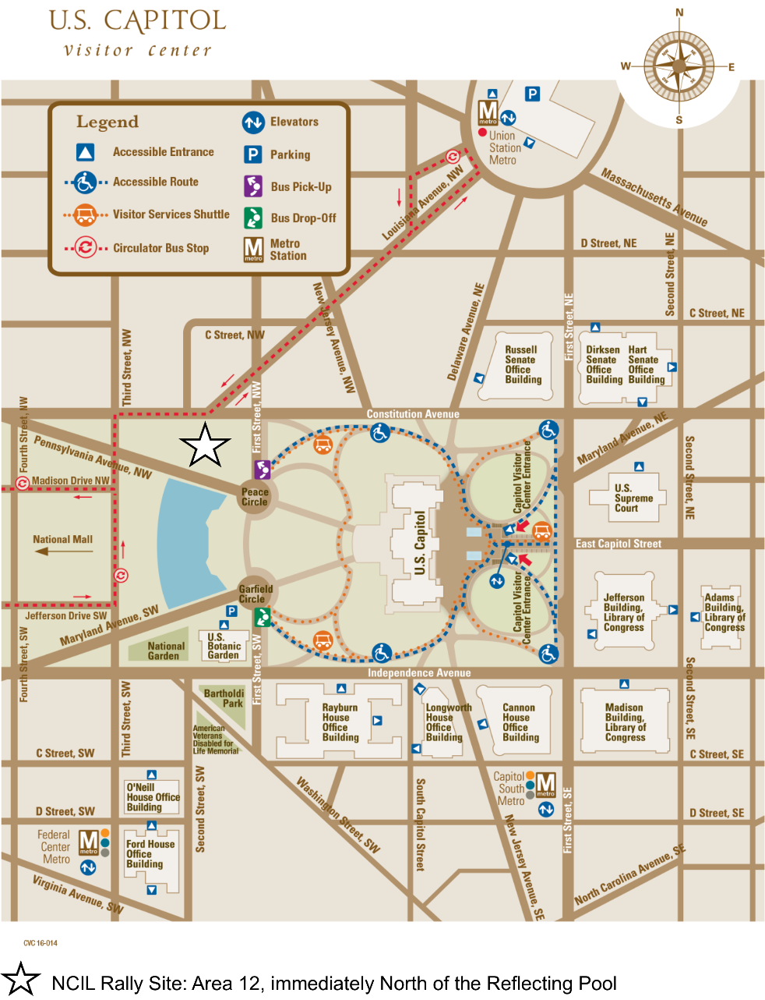 U.S. CAPITOL
Visitor Center
N
W
E
S
NW
NE
SW
SE
Legend
Accessible Entrance
Accessible Route
Visitor Services Shuttle
Circulator Bus Stop
Elevators
P
Parking
Bus Pick-Up
Bus Drop-Off
M
metro
Metro
Station
M
metro
P
Union
Station
Metro
Louisiana Avenue, NW
Massachusetts Avenue
D Street, NE
Second Street, NE
C Street, NE
First Street, NE
Delaware Avenue, NE
New Jersey Avenue, NW
C Street, NW
Third Street, NW
First Street, NW
Fourth Street, NW
Russell
Senate
Office
Building
Dirksen
Senate
Office
Building
Hart
Senate
Office
Building
Constitution Avenue
Maryland Avenue, NE
Pennsylvania Avenue, NW
Madison Drive NW
Peace
Circle
Capitol Visitor
Center Entrance
U.S.
Supreme
Court
Second Street, NE
National Mall
U.S. Capitol
East Capitol Street
Garfield
Circle
Capitol Visitor
Center Entrance
Jefferson Drive SW
Maryland Avenue, SW
P
U.S.
Botanic
Garden
National
Garden
Jefferson
Building,
Library of
Congress
Adams
Building,
Library of
Congress
Fourth Street, SW
First Street, SW
Independence Avenue
Third Street, SW
Bartholdi
Park
American
Veterans
Disabled for
Life Memorial
Rayburn
House
Office
Building
Longworth
House
Office
Building
Cannon
House
Office
Building
Madison
Building,
Library of
Congress
Second Street, SE
C Street, SW
C Street, SE
O'Neill
House Office
Building
D Street, SW
Second Street, SW
Washington Street, SW
South Capitol Street
Capitol
South
Metro
M
metro
New Jersey Avenue, SE
First Street, SE
D Street, SE
Federal
Center
Metro
M
metro
Ford House
Office
Building
Virginia Avenue, SW
North Carolina Avenue, SE
CVC 16-014
NCIL Rally Site: Area 12, immediately North of the Reflecting Pool